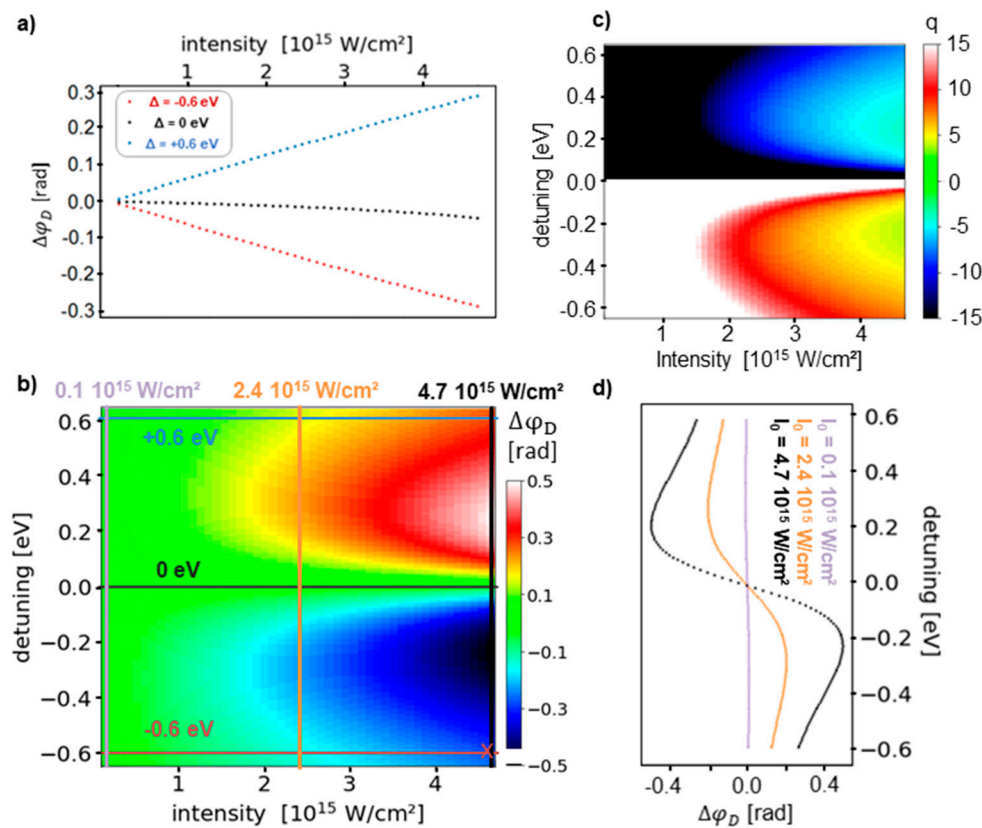 a)
intensity [10¹⁵ W/cm²]
1 2 3 4
0.3
0.2
0.1
0.0
-0.1
-0.2
-0.3
Δφ_D [rad]
Δ = -0.6 eV
Δ = 0 eV
Δ = +0.6 eV
c)
q
0.6
0.4
0.2
0.0
-0.2
-0.4
-0.6
detuning [eV]
1 2 3 4
Intensity [10¹⁵ W/cm²]
15
10
5
0
-5
-10
-15
b)
0.1 10¹⁵ W/cm²
2.4 10¹⁵ W/cm²
4.7 10¹⁵ W/cm²
Δφ_D
[rad]
+0.6 eV
0 eV
-0.6 eV
X
0.6
0.4
0.2
0.0
−0.2
−0.4
−0.6
detuning [eV]
1 2 3 4
intensity [10¹⁵ W/cm²]
0.5
0.3
0.1
−0.1
−0.3
−0.5
d)
I₀ = 0.1 10¹⁵ W/cm²
I₀ = 2.4 10¹⁵ W/cm²
I₀ = 4.7 10¹⁵ W/cm²
0.6
0.4
0.2
0.0
−0.2
−0.4
−0.6
detuning [eV]
-0.4 0.0 0.4
Δφ_D [rad]